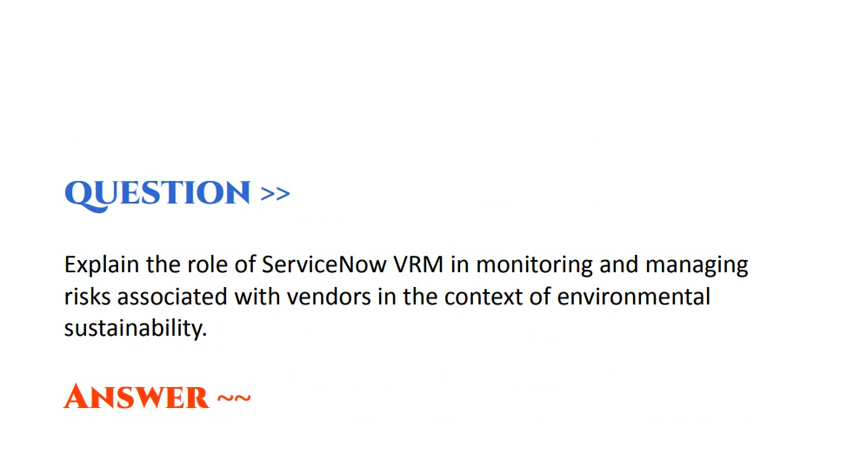 QUESTION >>
Explain the role of ServiceNow VRM in monitoring and managing
risks associated with vendors in the context of environmental
sustainability.
ANSWER ~~